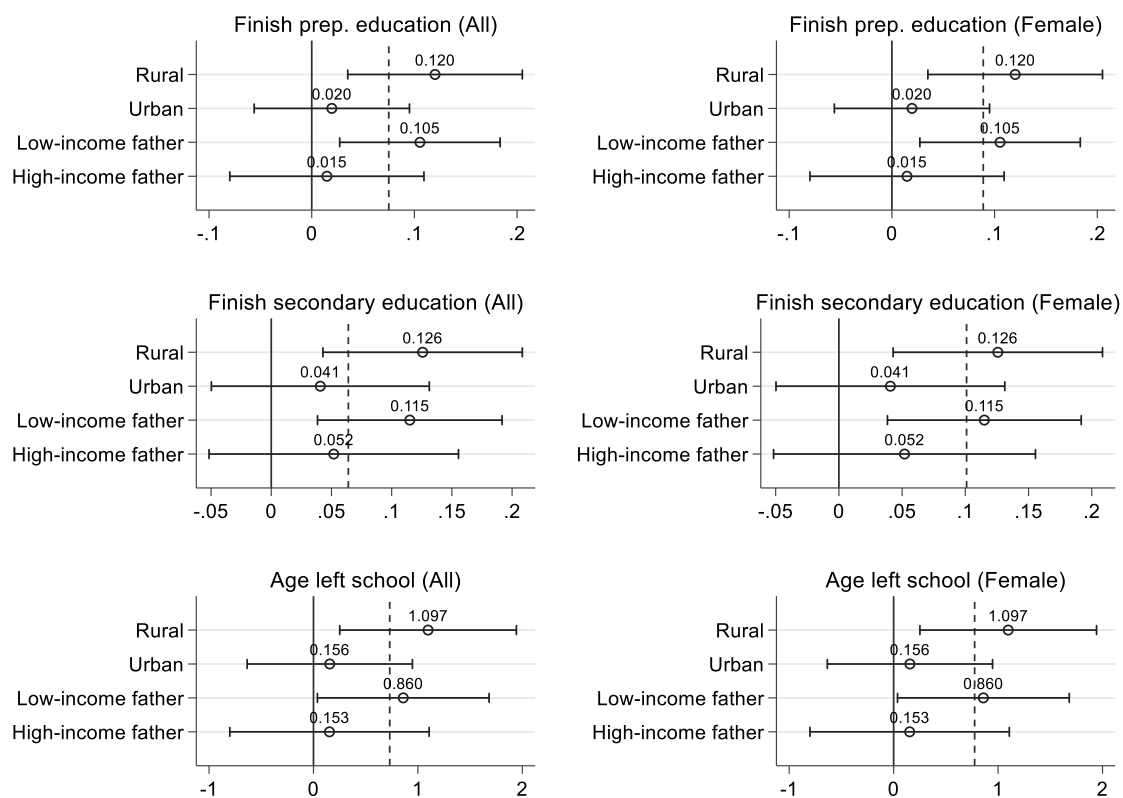 Finish prep. education (All)
Rural
0.120
Urban
0.020
Low-income father
0.105
High-income father
0.015
-.1 0 .1 .2
Finish prep. education (Female)
Rural
0.120
Urban
0.020
Low-income father
0.105
High-income father
0.015
-.1 0 .1 .2
Finish secondary education (All)
Rural
0.126
Urban
0.041
Low-income father
0.115
High-income father
0.052
-.05 0 .05 .1 .15 .2
Finish secondary education (Female)
Rural
0.126
Urban
0.041
Low-income father
0.115
High-income father
0.052
-.05 0 .05 .1 .15 .2
Age left school (All)
Rural
1.097
Urban
0.156
Low-income father
0.860
High-income father
0.153
-1 0 1 2
Age left school (Female)
Rural
1.097
Urban
0.156
Low-income father
0.860
High-income father
0.153
-1 0 1 2